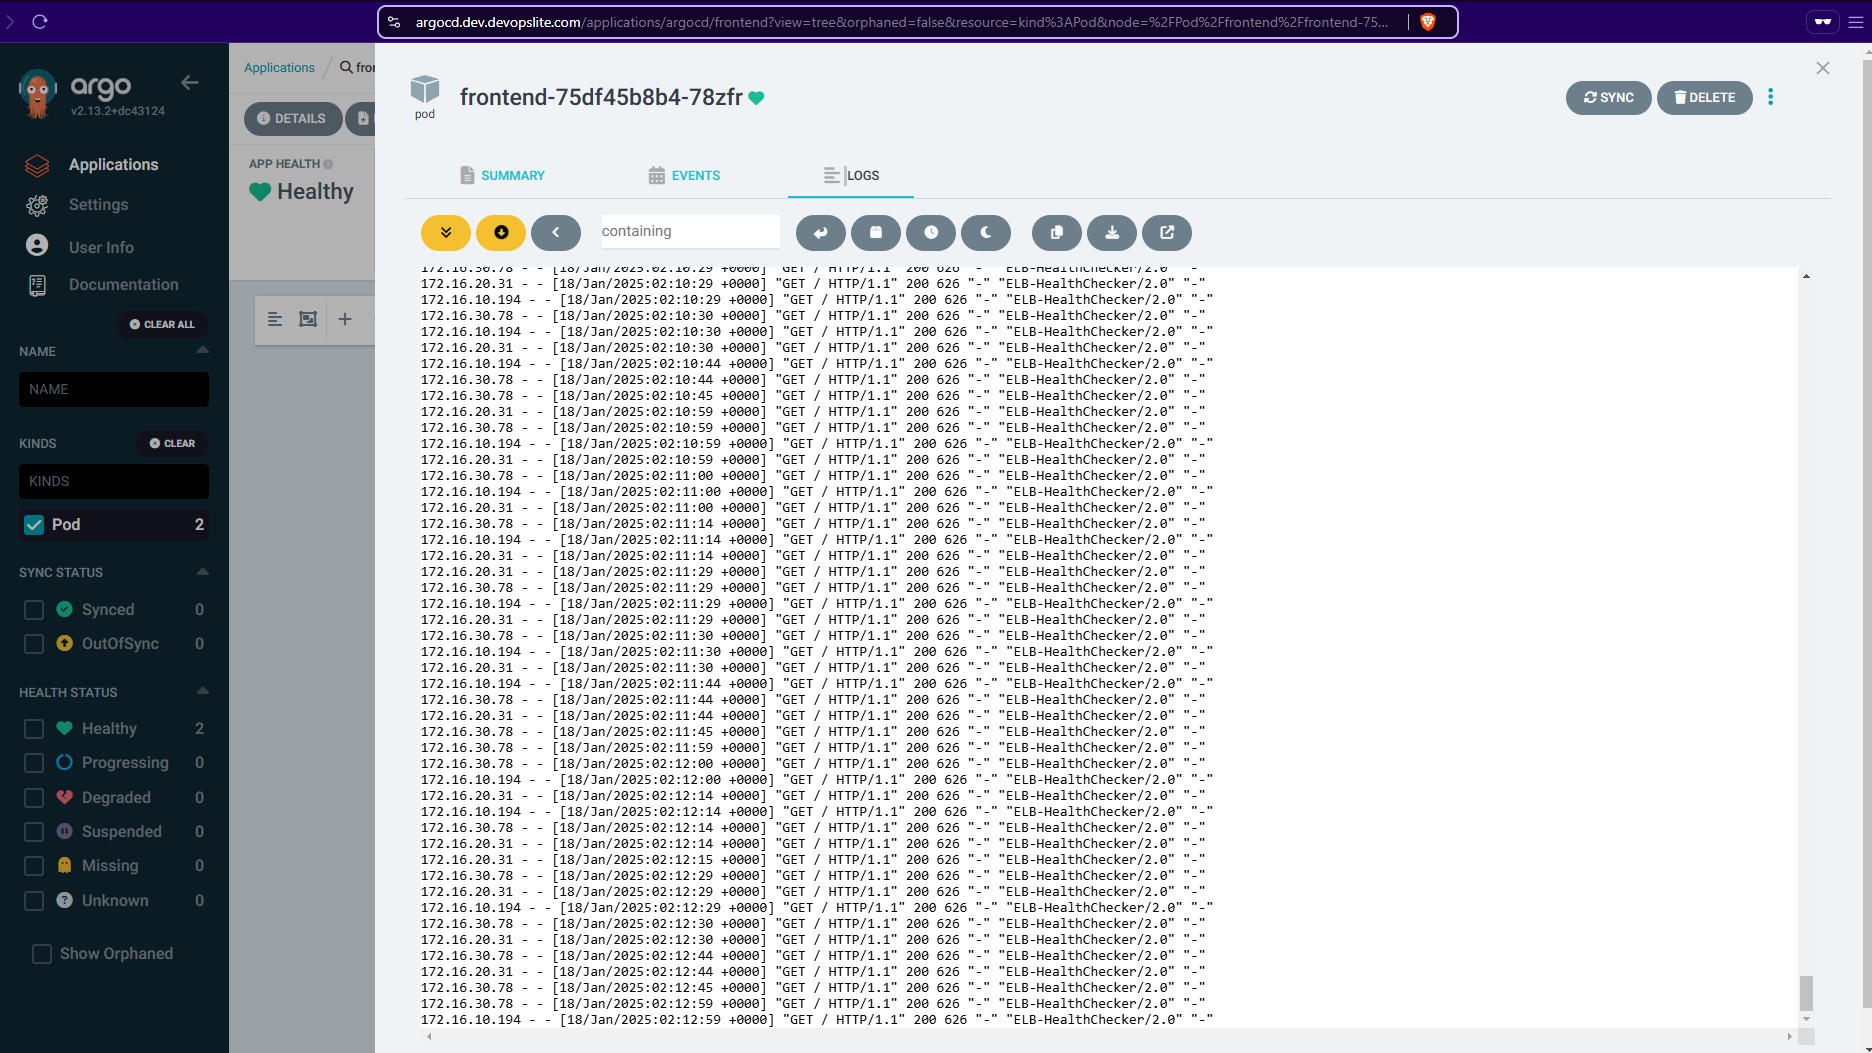 argocd.dev.devopslite.com/applications/argocd/frontend?view=tree&orphaned=false&resource=kind%3APod&node=%2FPod%2Ffrontend%2Ffrontend-75...
argo
v2.13.2+dc43124
Applications
Settings
User Info
Documentation
CLEAR ALL
NAME
NAME
KINDS
CLEAR
KINDS
Pod 2
SYNC STATUS
Synced 0
OutOfSync 0
HEALTH STATUS
Healthy 2
Progressing 0
Degraded 0
Suspended 0
Missing 0
Unknown 0
Show Orphaned
Applications / fron
DETAILS
APP HEALTH
Healthy
pod
frontend-75df45b8b4-78zfr
SYNC DELETE
SUMMARY EVENTS LOGS
containing
172.16.30.78 - - [18/Jan/2025:02:10:29 +0000] "GET / HTTP/1.1" 200 626 "-" "ELB-HealthChecker/2.0" "-"
172.16.20.31 - - [18/Jan/2025:02:10:29 +0000] "GET / HTTP/1.1" 200 626 "-" "ELB-HealthChecker/2.0" "-"
172.16.10.194 - - [18/Jan/2025:02:10:29 +0000] "GET / HTTP/1.1" 200 626 "-" "ELB-HealthChecker/2.0" "-"
172.16.30.78 - - [18/Jan/2025:02:10:30 +0000] "GET / HTTP/1.1" 200 626 "-" "ELB-HealthChecker/2.0" "-"
172.16.10.194 - - [18/Jan/2025:02:10:30 +0000] "GET / HTTP/1.1" 200 626 "-" "ELB-HealthChecker/2.0" "-"
172.16.20.31 - - [18/Jan/2025:02:10:30 +0000] "GET / HTTP/1.1" 200 626 "-" "ELB-HealthChecker/2.0" "-"
172.16.10.194 - - [18/Jan/2025:02:10:44 +0000] "GET / HTTP/1.1" 200 626 "-" "ELB-HealthChecker/2.0" "-"
172.16.30.78 - - [18/Jan/2025:02:10:44 +0000] "GET / HTTP/1.1" 200 626 "-" "ELB-HealthChecker/2.0" "-"
172.16.30.78 - - [18/Jan/2025:02:10:45 +0000] "GET / HTTP/1.1" 200 626 "-" "ELB-HealthChecker/2.0" "-"
172.16.20.31 - - [18/Jan/2025:02:10:59 +0000] "GET / HTTP/1.1" 200 626 "-" "ELB-HealthChecker/2.0" "-"
172.16.30.78 - - [18/Jan/2025:02:10:59 +0000] "GET / HTTP/1.1" 200 626 "-" "ELB-HealthChecker/2.0" "-"
172.16.10.194 - - [18/Jan/2025:02:10:59 +0000] "GET / HTTP/1.1" 200 626 "-" "ELB-HealthChecker/2.0" "-"
172.16.20.31 - - [18/Jan/2025:02:10:59 +0000] "GET / HTTP/1.1" 200 626 "-" "ELB-HealthChecker/2.0" "-"
172.16.30.78 - - [18/Jan/2025:02:11:00 +0000] "GET / HTTP/1.1" 200 626 "-" "ELB-HealthChecker/2.0" "-"
172.16.10.194 - - [18/Jan/2025:02:11:00 +0000] "GET / HTTP/1.1" 200 626 "-" "ELB-HealthChecker/2.0" "-"
172.16.20.31 - - [18/Jan/2025:02:11:00 +0000] "GET / HTTP/1.1" 200 626 "-" "ELB-HealthChecker/2.0" "-"
172.16.30.78 - - [18/Jan/2025:02:11:14 +0000] "GET / HTTP/1.1" 200 626 "-" "ELB-HealthChecker/2.0" "-"
172.16.10.194 - - [18/Jan/2025:02:11:14 +0000] "GET / HTTP/1.1" 200 626 "-" "ELB-HealthChecker/2.0" "-"
172.16.20.31 - - [18/Jan/2025:02:11:14 +0000] "GET / HTTP/1.1" 200 626 "-" "ELB-HealthChecker/2.0" "-"
172.16.20.31 - - [18/Jan/2025:02:11:29 +0000] "GET / HTTP/1.1" 200 626 "-" "ELB-HealthChecker/2.0" "-"
172.16.30.78 - - [18/Jan/2025:02:11:29 +0000] "GET / HTTP/1.1" 200 626 "-" "ELB-HealthChecker/2.0" "-"
172.16.10.194 - - [18/Jan/2025:02:11:29 +0000] "GET / HTTP/1.1" 200 626 "-" "ELB-HealthChecker/2.0" "-"
172.16.20.31 - - [18/Jan/2025:02:11:29 +0000] "GET / HTTP/1.1" 200 626 "-" "ELB-HealthChecker/2.0" "-"
172.16.30.78 - - [18/Jan/2025:02:11:30 +0000] "GET / HTTP/1.1" 200 626 "-" "ELB-HealthChecker/2.0" "-"
172.16.10.194 - - [18/Jan/2025:02:11:30 +0000] "GET / HTTP/1.1" 200 626 "-" "ELB-HealthChecker/2.0" "-"
172.16.20.31 - - [18/Jan/2025:02:11:30 +0000] "GET / HTTP/1.1" 200 626 "-" "ELB-HealthChecker/2.0" "-"
172.16.10.194 - - [18/Jan/2025:02:11:44 +0000] "GET / HTTP/1.1" 200 626 "-" "ELB-HealthChecker/2.0" "-"
172.16.30.78 - - [18/Jan/2025:02:11:44 +0000] "GET / HTTP/1.1" 200 626 "-" "ELB-HealthChecker/2.0" "-"
172.16.20.31 - - [18/Jan/2025:02:11:44 +0000] "GET / HTTP/1.1" 200 626 "-" "ELB-HealthChecker/2.0" "-"
172.16.30.78 - - [18/Jan/2025:02:11:45 +0000] "GET / HTTP/1.1" 200 626 "-" "ELB-HealthChecker/2.0" "-"
172.16.30.78 - - [18/Jan/2025:02:11:59 +0000] "GET / HTTP/1.1" 200 626 "-" "ELB-HealthChecker/2.0" "-"
172.16.30.78 - - [18/Jan/2025:02:12:00 +0000] "GET / HTTP/1.1" 200 626 "-" "ELB-HealthChecker/2.0" "-"
172.16.10.194 - - [18/Jan/2025:02:12:00 +0000] "GET / HTTP/1.1" 200 626 "-" "ELB-HealthChecker/2.0" "-"
172.16.20.31 - - [18/Jan/2025:02:12:14 +0000] "GET / HTTP/1.1" 200 626 "-" "ELB-HealthChecker/2.0" "-"
172.16.10.194 - - [18/Jan/2025:02:12:14 +0000] "GET / HTTP/1.1" 200 626 "-" "ELB-HealthChecker/2.0" "-"
172.16.30.78 - - [18/Jan/2025:02:12:14 +0000] "GET / HTTP/1.1" 200 626 "-" "ELB-HealthChecker/2.0" "-"
172.16.20.31 - - [18/Jan/2025:02:12:14 +0000] "GET / HTTP/1.1" 200 626 "-" "ELB-HealthChecker/2.0" "-"
172.16.20.31 - - [18/Jan/2025:02:12:15 +0000] "GET / HTTP/1.1" 200 626 "-" "ELB-HealthChecker/2.0" "-"
172.16.30.78 - - [18/Jan/2025:02:12:29 +0000] "GET / HTTP/1.1" 200 626 "-" "ELB-HealthChecker/2.0" "-"
172.16.20.31 - - [18/Jan/2025:02:12:29 +0000] "GET / HTTP/1.1" 200 626 "-" "ELB-HealthChecker/2.0" "-"
172.16.10.194 - - [18/Jan/2025:02:12:29 +0000] "GET / HTTP/1.1" 200 626 "-" "ELB-HealthChecker/2.0" "-"
172.16.30.78 - - [18/Jan/2025:02:12:30 +0000] "GET / HTTP/1.1" 200 626 "-" "ELB-HealthChecker/2.0" "-"
172.16.20.31 - - [18/Jan/2025:02:12:30 +0000] "GET / HTTP/1.1" 200 626 "-" "ELB-HealthChecker/2.0" "-"
172.16.30.78 - - [18/Jan/2025:02:12:44 +0000] "GET / HTTP/1.1" 200 626 "-" "ELB-HealthChecker/2.0" "-"
172.16.20.31 - - [18/Jan/2025:02:12:44 +0000] "GET / HTTP/1.1" 200 626 "-" "ELB-HealthChecker/2.0" "-"
172.16.30.78 - - [18/Jan/2025:02:12:45 +0000] "GET / HTTP/1.1" 200 626 "-" "ELB-HealthChecker/2.0" "-"
172.16.30.78 - - [18/Jan/2025:02:12:59 +0000] "GET / HTTP/1.1" 200 626 "-" "ELB-HealthChecker/2.0" "-"
172.16.10.194 - - [18/Jan/2025:02:12:59 +0000] "GET / HTTP/1.1" 200 626 "-" "ELB-HealthChecker/2.0" "-"